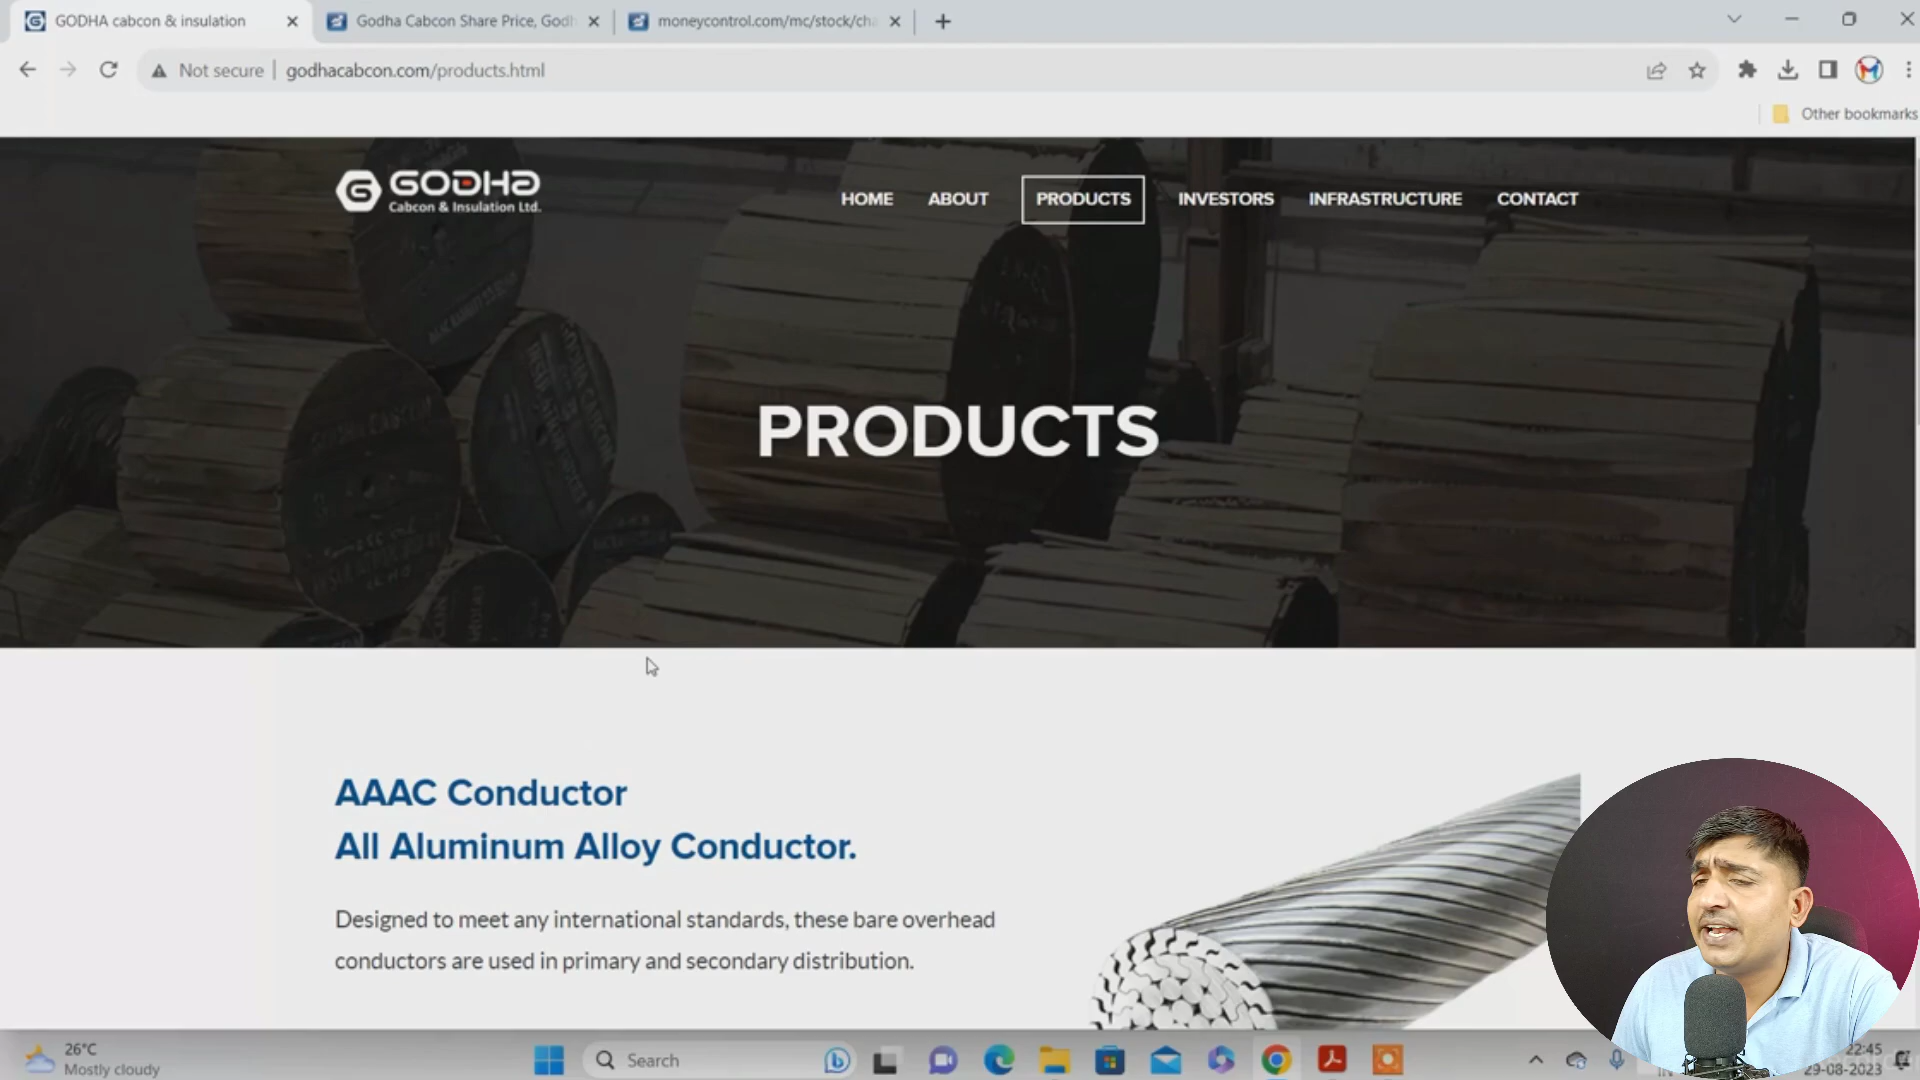 GODHA cabcon & insulation
Godha Cabcon Share Price, Godh
moneycontrol.com/mc/stock/cha
Not secure
godhacabcon.com/products.html
Other bookmarks
GODHA
Cabcon & Insulation Ltd.
HOME ABOUT PRODUCTS INVESTORS INFRASTRUCTURE CONTACT
PRODUCTS
AAAC Conductor
All Aluminum Alloy Conductor.
Designed to meet any international standards, these bare overhead
conductors are used in primary and secondary distribution.
26°C
Mostly cloudy
Search
22:45
29-08-2023